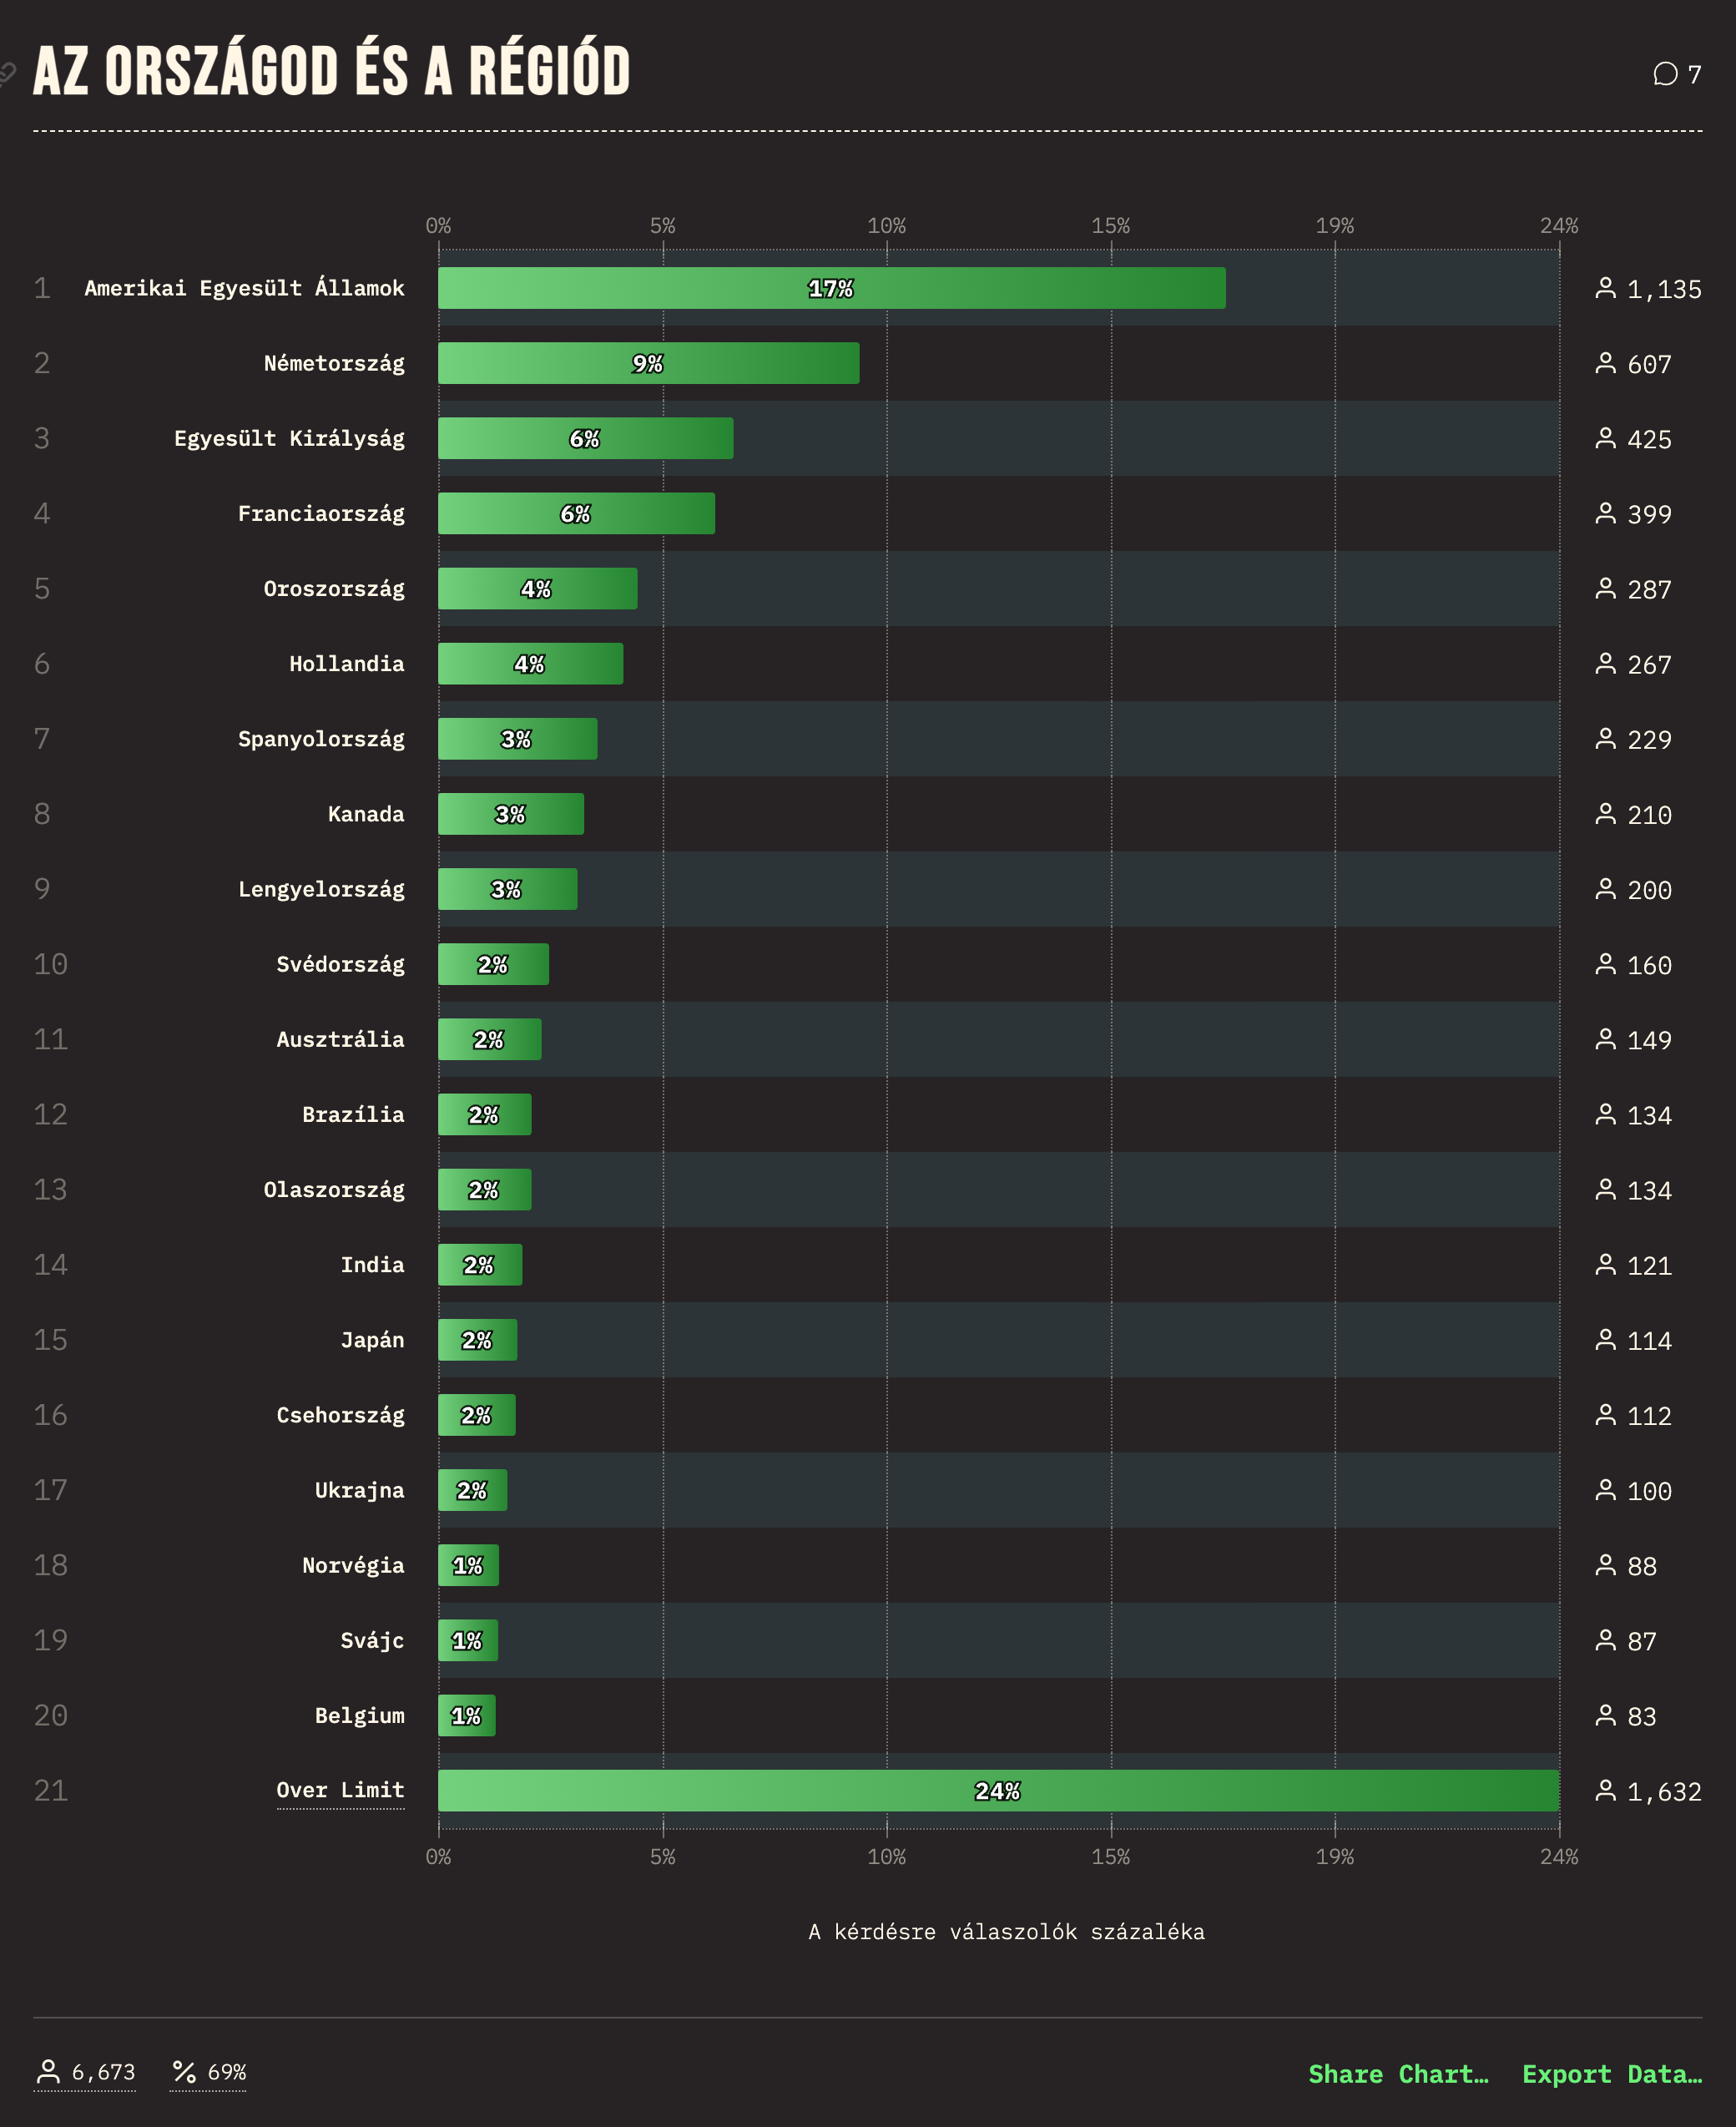 AZ ORSZÁGOD ÉS A RÉGIÓD 7
0% 5% 10% 15% 19% 24%
1 Amerikai Egyesült Államok 17% 1,135
2 Németország 9% 607
3 Egyesült Királyság 6% 425
4 Franciaország 6% 399
5 Oroszország 4% 287
6 Hollandia 4% 267
7 Spanyolország 3% 229
8 Kanada 3% 210
9 Lengyelország 3% 200
10 Svédország 2% 160
11 Ausztrália 2% 149
12 Brazília 2% 134
13 Olaszország 2% 134
14 India 2% 121
15 Japán 2% 114
16 Csehország 2% 112
17 Ukrajna 2% 100
18 Norvégia 1% 88
19 Svájc 1% 87
20 Belgium 1% 83
21 Over Limit 24% 1,632
0% 5% 10% 15% 19% 24%
A kérdésre válaszolók százaléka
6,673 % 69% Share Chart… Export Data…